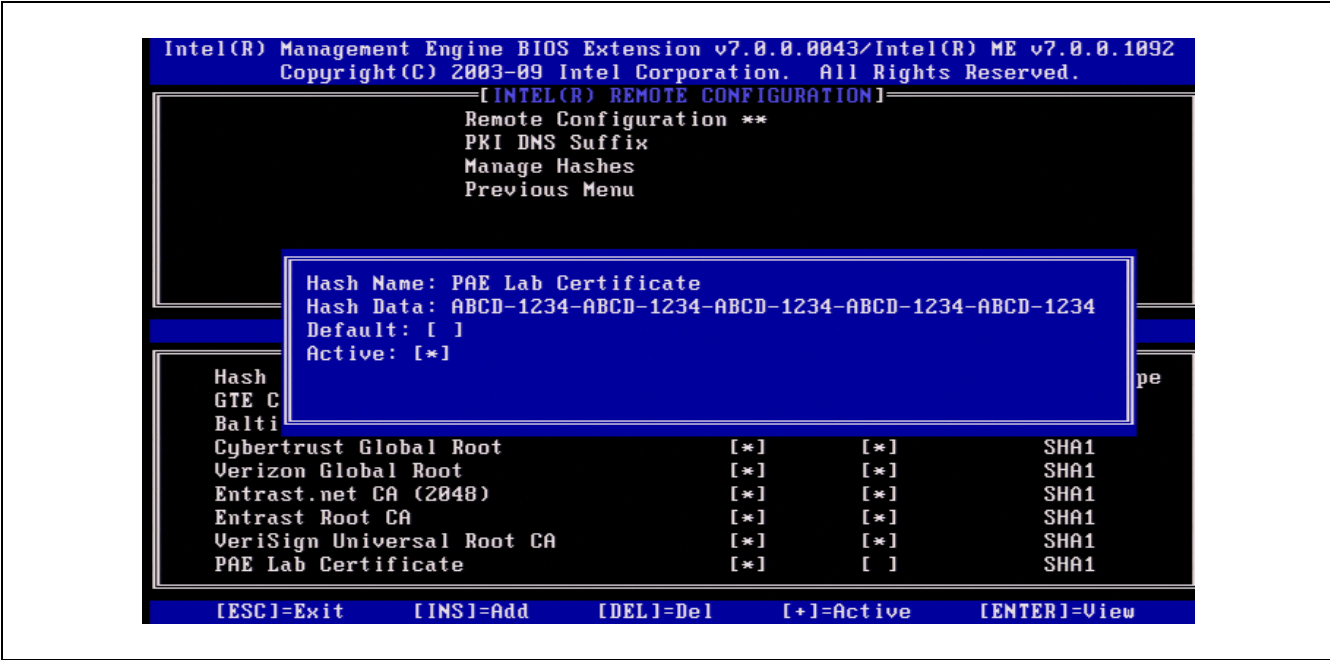 Intel(R) Management Engine BIOS Extension v7.0.0.0043/Intel(R) ME v7.0.0.1092
Copyright(C) 2003-09 Intel Corporation. All Rights Reserved.
[INTEL(R) REMOTE CONFIGURATION]
Remote Configuration **
PKI DNS Suffix
Manage Hashes
Previous Menu
Hash Name: PAE Lab Certificate
Hash Data: ABCD-1234-ABCD-1234-ABCD-1234-ABCD-1234-ABCD-1234
Default: [ ]
Active: [*]
Hash pe
GTE C
Balti
Cybertrust Global Root [*] [*] SHA1
Verizon Global Root [*] [*] SHA1
Entrast.net CA (2048) [*] [*] SHA1
Entrast Root CA [*] [*] SHA1
VeriSign Universal Root CA [*] [*] SHA1
PAE Lab Certificate [*] [ ] SHA1
[ESC]=Exit [INS]=Add [DEL]=Del [+]=Active [ENTER]=View